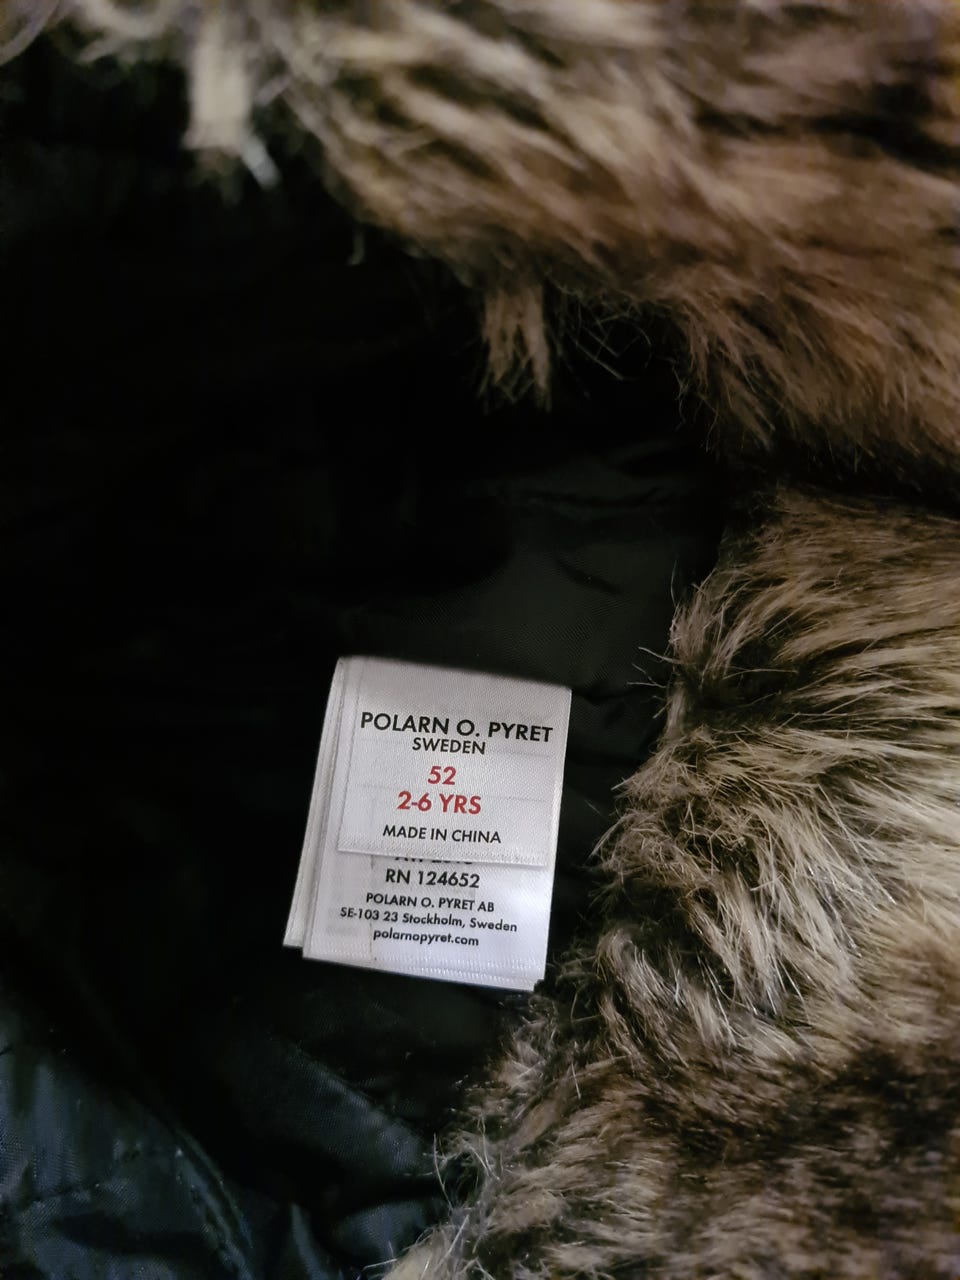 POLARN O. PYRET
SWEDEN
52
2-6 YRS
MADE IN CHINA
RN 124652
POLARN O. PYRET AB
SE-103 23 Stockholm, Sweden
polarnopyret.com